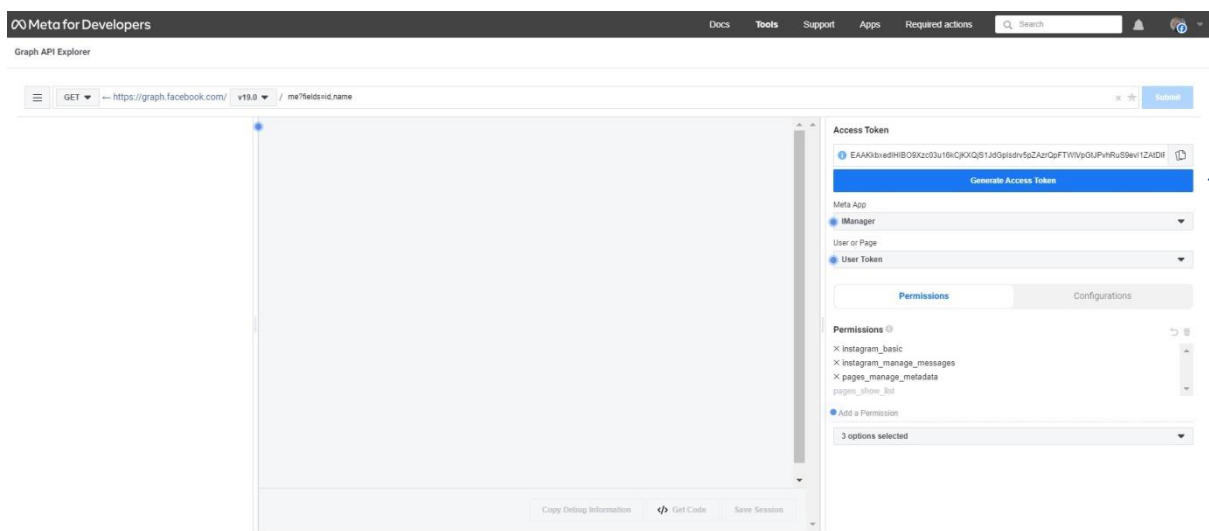 Meta for Developers Docs Tools Support Apps Required actions Search
Graph API Explorer
GET ← https://graph.facebook.com/ v19.0 / me?fields=id,name Submit
Access Token
Generate Access Token
Meta App
IManager
User or Page
User Token
Permissions Configurations
Permissions
× instagram_basic
× instagram_manage_messages
× pages_manage_metadata
pages_show_list
Add a Permission
3 options selected
Copy Debug Information </> Get Code Save Session